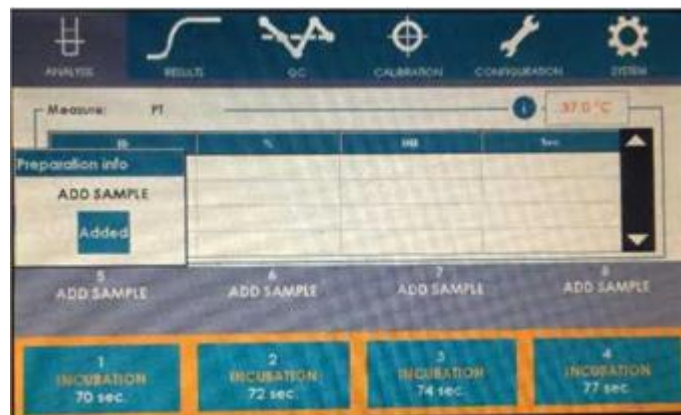 ANALYSIS RESULTS QC CALIBRATION CONFIGURATION SYSTEM
Measure: PT i 37.0 °C
ID % INR Sec
Preparation info
ADD SAMPLE
Added
5 6 7 8
ADD SAMPLE ADD SAMPLE ADD SAMPLE ADD SAMPLE
1 2 3 4
INCUBATION INCUBATION INCUBATION INCUBATION
70 sec. 72 sec. 74 sec. 77 sec.